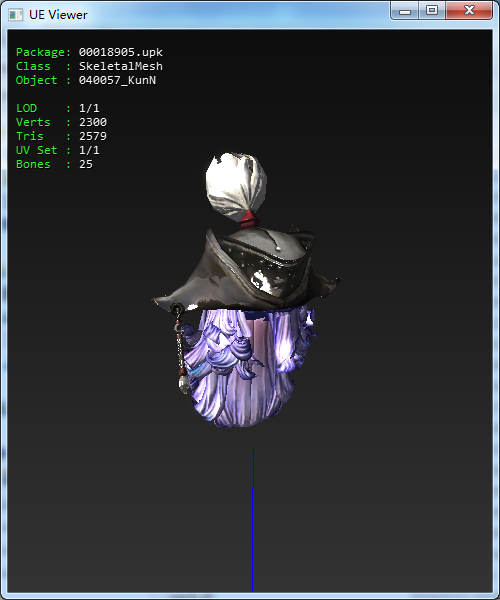 UE Viewer
Package: 00018905.upk
Class  : SkeletalMesh
Object : 040057_KunN
LOD    : 1/1
Verts  : 2300
Tris   : 2579
UV Set : 1/1
Bones  : 25